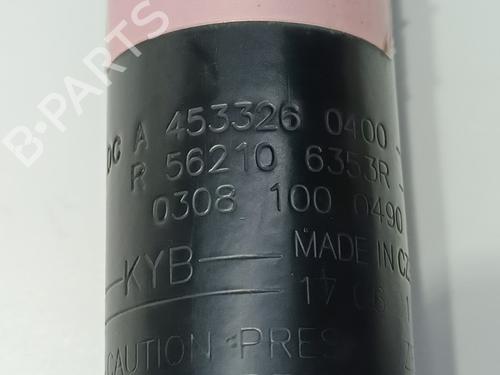 B-PARTS
DC A 453326 0400-
R 56210 6353R-
0308 100 0490
KYB
MADE IN CZ
CAUTION PRES